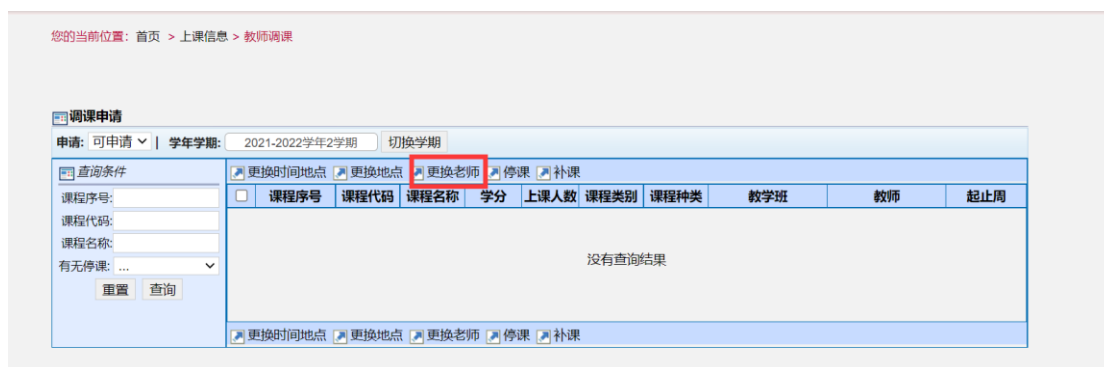 您的当前位置：首页 > 上课信息 > 教师调课
调课申请
申请: 可申请 | 学年学期: 2021-2022学年2学期 切换学期
查询条件
课程序号:
课程代码:
课程名称:
有无停课: ...
重置 查询
更换时间地点 更换地点 更换老师 停课 补课
课程序号 课程代码 课程名称 学分 上课人数 课程类别 课程种类 教学班 教师 起止周
没有查询结果
更换时间地点 更换地点 更换老师 停课 补课